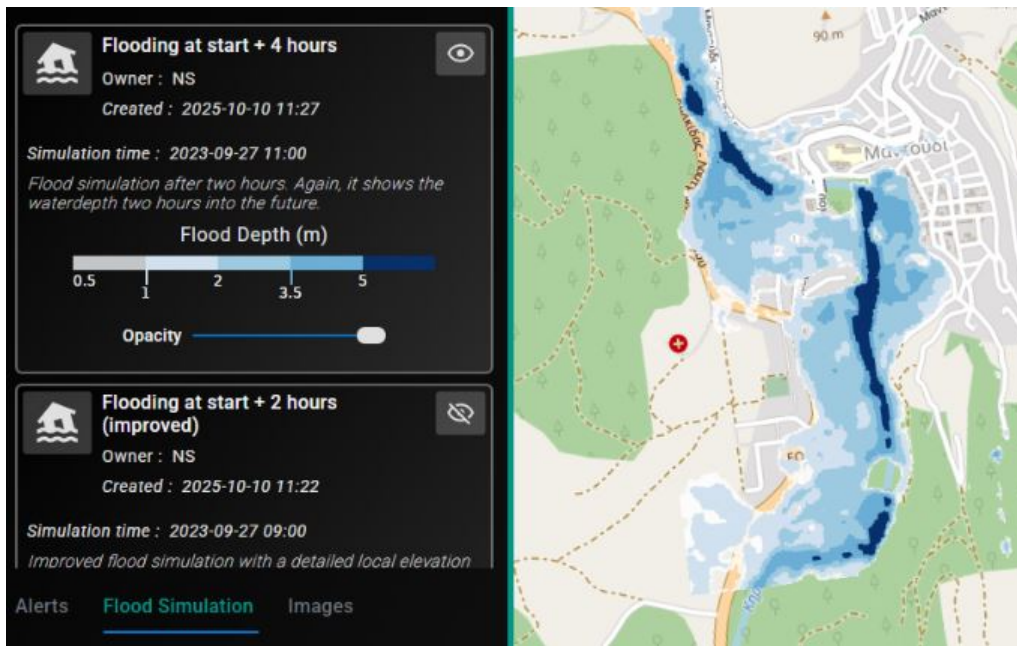 Flooding at start + 4 hours
Owner : NS
Created : 2025-10-10 11:27
Simulation time : 2023-09-27 11:00
Flood simulation after two hours. Again, it shows the
waterdepth two hours into the future.
Flood Depth (m)
0.5 1 2 3.5 5
Opacity
Flooding at start + 2 hours
(improved)
Owner : NS
Created : 2025-10-10 11:22
Simulation time : 2023-09-27 09:00
Improved flood simulation with a detailed local elevation
Alerts Flood Simulation Images
90 m